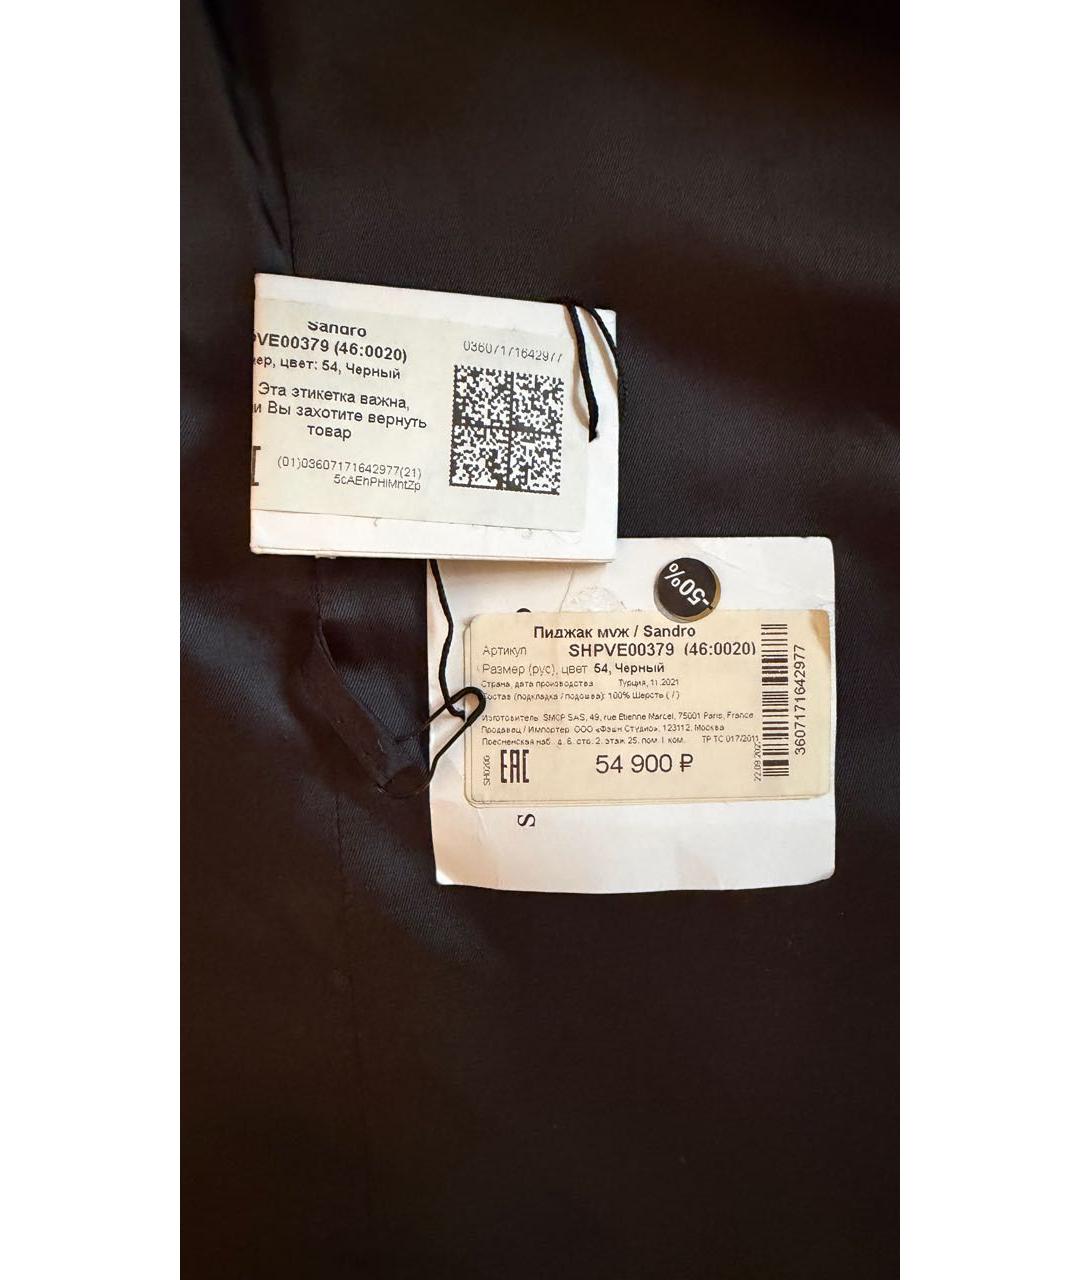 Sandro
PVE00379 (46:0020)
ер, цвет: 54, Черный
Эта этикетка важна,
и Вы захотите вернуть
товар
(01)03607171642977(21)
5cAEhPHIMntZp
03607171642977
-50%
Пиджак муж / Sandro
Артикул SHPVE00379 (46:0020)
Размер (рус), цвет 54, Черный
Страна, дата производства Турция, 11.2021
Состав (подкладка / подошва): 100% Шерсть ( / )
Изготовитель SMCP SAS, 49, rue Etienne Marcel, 75001 Paris, France
Продавец / Импортер ООО «Фэшн Студио», 123112, Москва
Пресненская наб., д. 6, стр. 2, этаж 25, пом. I, ком. ТР ТС 017/2011
SH0206
EAC
54 900 ₽
3607171642977
S